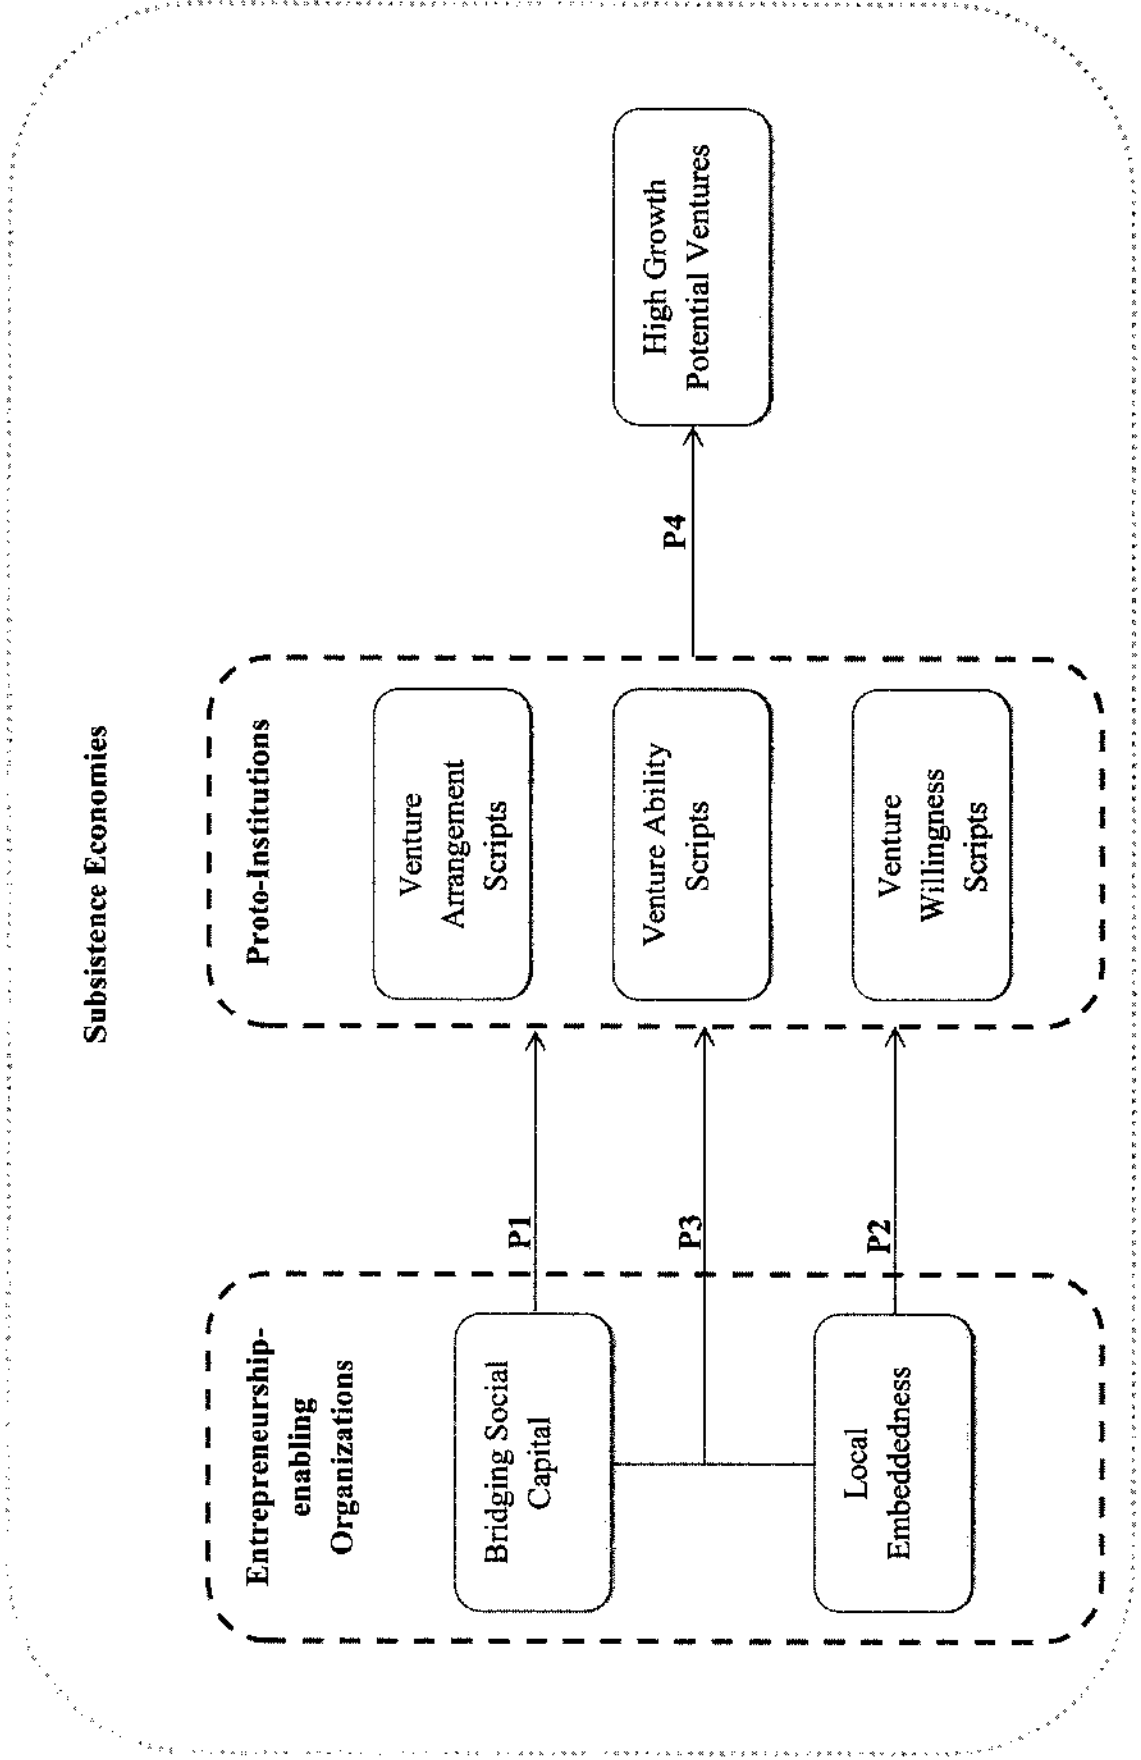 Subsistence Economies
Entrepreneurship-
enabling
Organizations
Bridging Social
Capital
Local
Embeddedness
P1
P3
P2
Proto-Institutions
Venture
Arrangement
Scripts
Venture Ability
Scripts
Venture
Willingness
Scripts
P4
High Growth
Potential Ventures